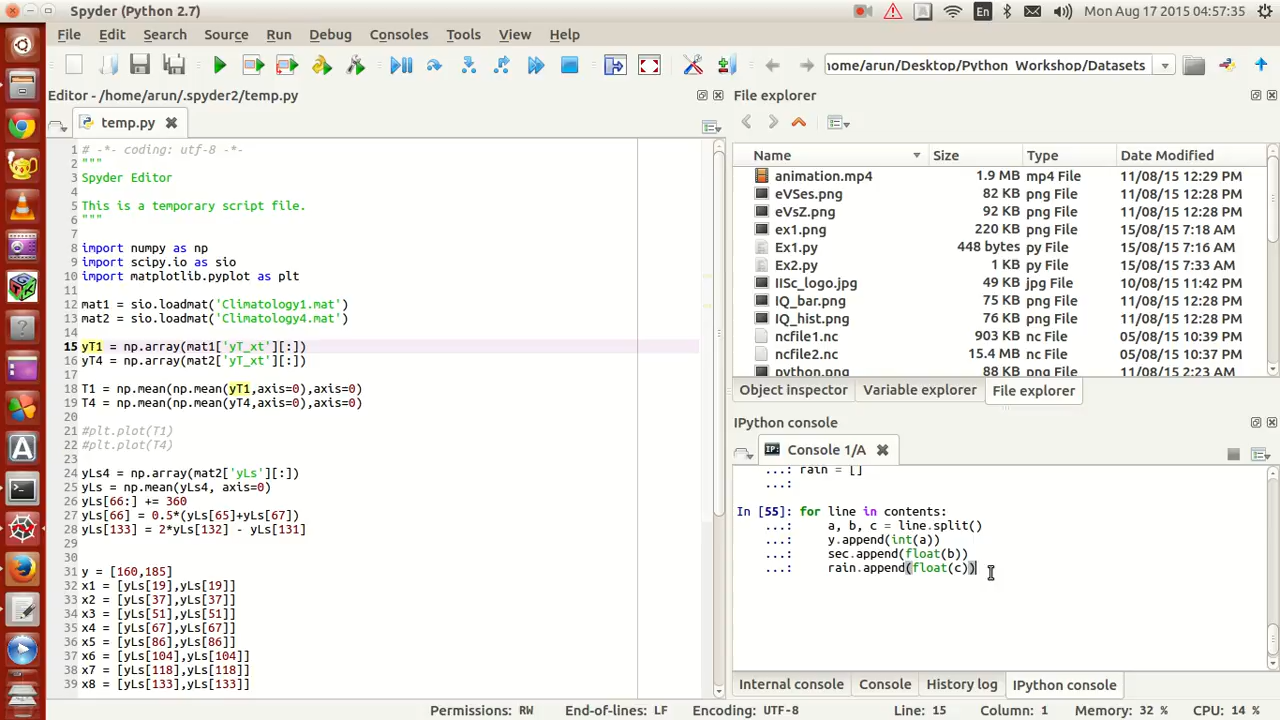 Spyder (Python 2.7)
En
Mon Aug 17 2015 05:57:35
File Edit Search Source Run Debug Consoles Tools View Help
home/arun/Desktop/Python Workshop/Datasets
Editor - /home/arun/.spyder2/temp.py
temp.py
1 # -*- coding: utf-8 -*-
2 """
3 Spyder Editor
4
5 This is a temporary script file.
6 """
7
8 import numpy as np
9 import scipy.io as sio
10 import matplotlib.pyplot as plt
11
12 mat1 = sio.loadmat('Climatology1.mat')
13 mat2 = sio.loadmat('Climatology4.mat')
14
15 yT1 = np.array(mat1['yT_xt'][:])
16 yT4 = np.array(mat2['yT_xt'][:])
17
18 T1 = np.mean(np.mean(yT1,axis=0),axis=0)
19 T4 = np.mean(np.mean(yT4,axis=0),axis=0)
20
21 #plt.plot(T1)
22 #plt.plot(T4)
23
24 yLs4 = np.array(mat2['yLs'][:])
25 yLs = np.mean(yLs4, axis=0)
26 yLs[66:] += 360
27 yLs[66] = 0.5*(yLs[65]+yLs[67])
28 yLs[133] = 2*yLs[132] - yLs[131]
29
30
31 y = [160,185]
32 x1 = [yLs[19],yLs[19]]
33 x2 = [yLs[37],yLs[37]]
34 x3 = [yLs[51],yLs[51]]
35 x4 = [yLs[67],yLs[67]]
36 x5 = [yLs[86],yLs[86]]
37 x6 = [yLs[104],yLs[104]]
38 x7 = [yLs[118],yLs[118]]
39 x8 = [yLs[133],yLs[133]]
File explorer
Name Size Type Date Modified
animation.mp4 1.9 MB mp4 File 11/08/15 12:29 PM
eVSes.png 82 KB png File 11/08/15 12:28 PM
eVsZ.png 92 KB png File 11/08/15 12:28 PM
ex1.png 220 KB png File 15/08/15 7:18 AM
Ex1.py 448 bytes py File 15/08/15 7:16 AM
Ex2.py 1 KB py File 15/08/15 7:33 AM
IISc_logo.jpg 49 KB jpg File 10/08/15 11:42 PM
IQ_bar.png 75 KB png File 11/08/15 12:28 PM
IQ_hist.png 76 KB png File 11/08/15 12:28 PM
ncfile1.nc 903 KB nc File 05/08/15 10:39 PM
ncfile2.nc 15.4 MB nc File 05/08/15 10:40 PM
python.png 88 KB png File 11/08/15 2:23 PM
Object inspector Variable explorer File explorer
IPython console
IP: Console 1/A
...: rain = []
...:
In [55]: for line in contents:
...: a, b, c = line.split()
...: y.append(int(a))
...: sec.append(float(b))
...: rain.append(float(c))
Internal console Console History log IPython console
Permissions: RW End-of-lines: LF Encoding: UTF-8 Line: 15 Column: 1 Memory: 32 % CPU: 14 %